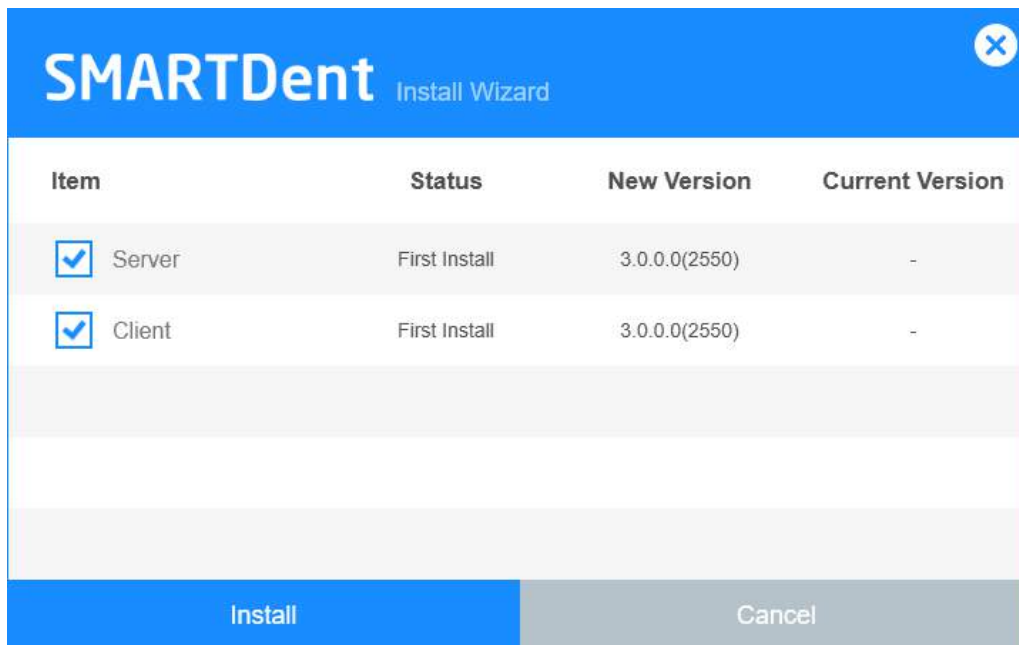 SMARTDent Install Wizard
Item Status New Version Current Version
Server First Install 3.0.0.0(2550) -
Client First Install 3.0.0.0(2550) -
Install Cancel